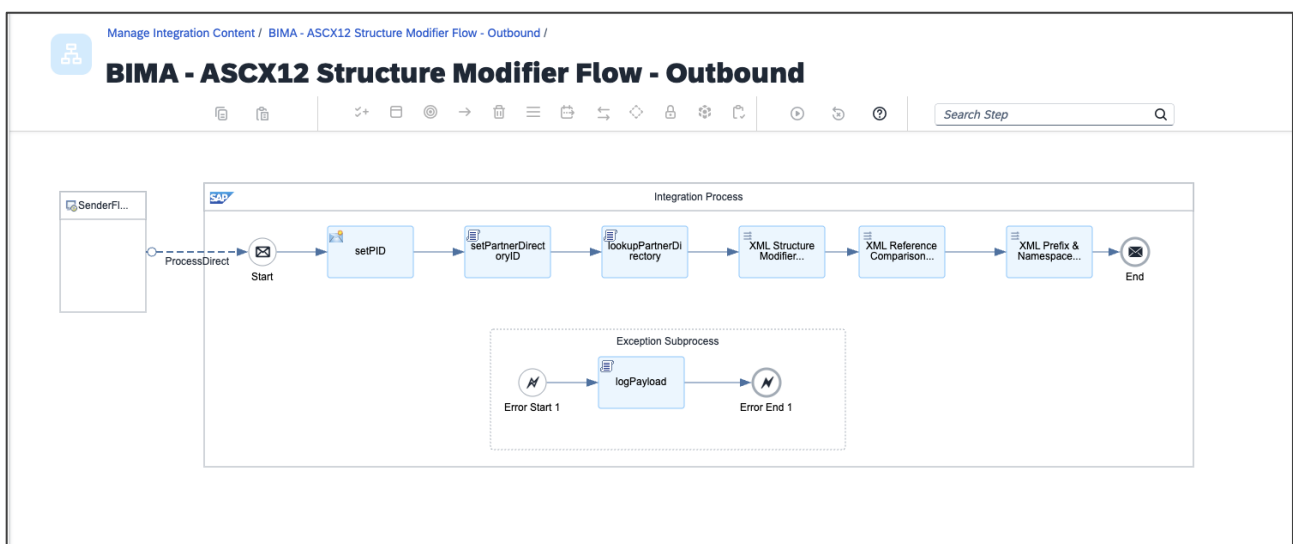 Manage Integration Content / BIMA - ASCX12 Structure Modifier Flow - Outbound /
BIMA - ASCX12 Structure Modifier Flow - Outbound
Search Step
SenderFl...
SAP
Integration Process
ProcessDirect
Start
setPID
setPartnerDirect
oryID
lookupPartnerDi
rectory
XML Structure
Modifier...
XML Reference
Comparison...
XML Prefix &
Namespace...
End
Exception Subprocess
Error Start 1
logPayload
Error End 1